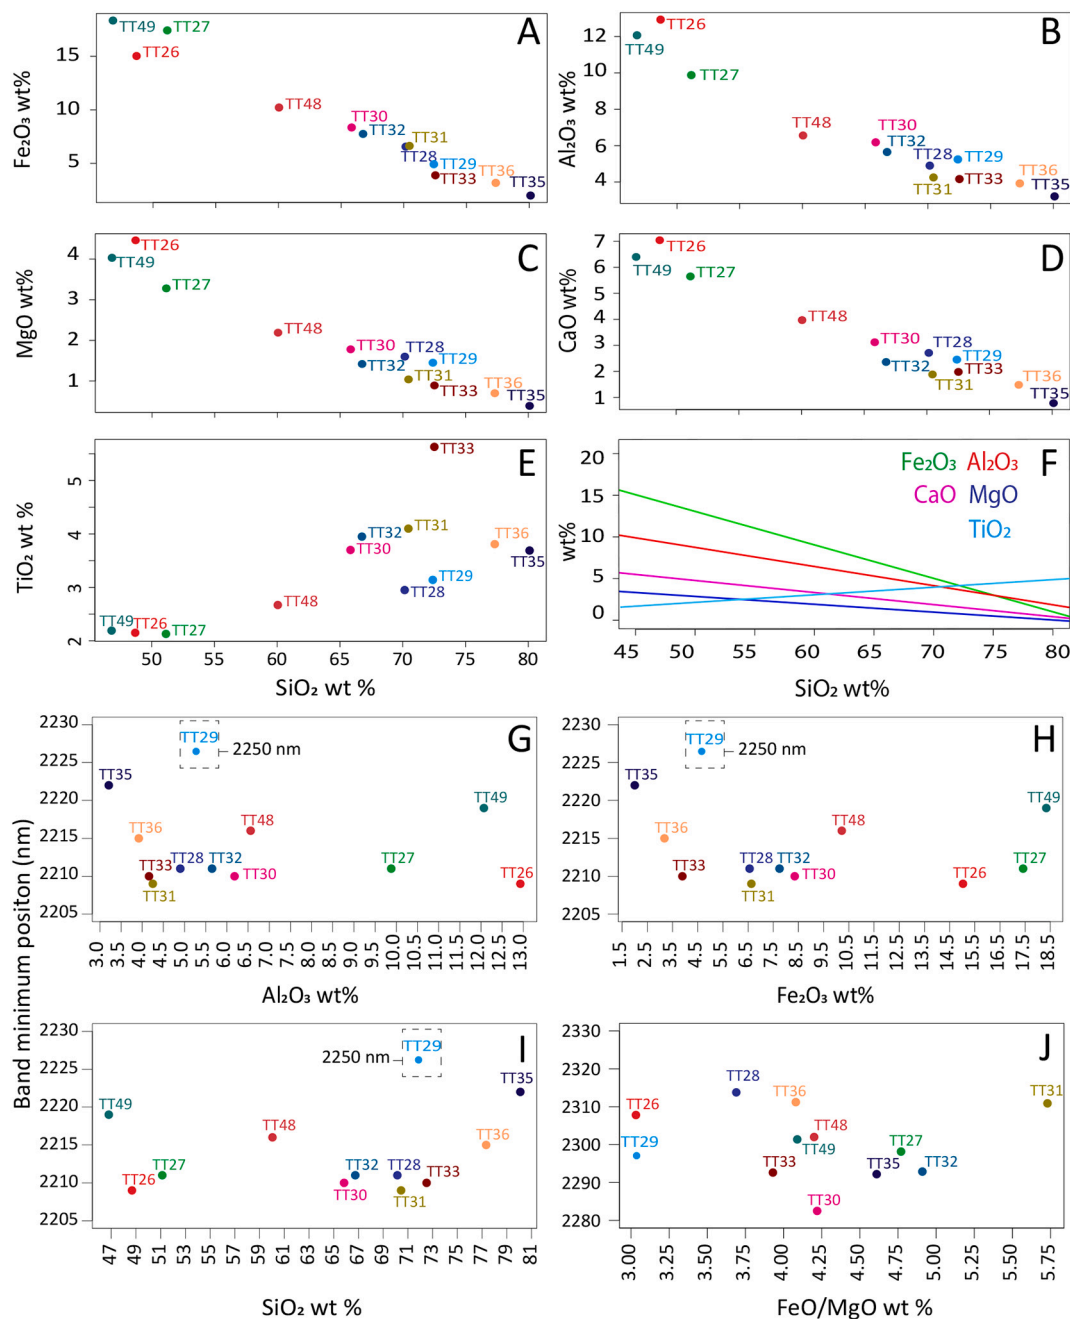 A
Fe₂O₃ wt%
15
10
5
TT49
TT27
TT26
TT48
TT30
TT32
TT31
TT28
TT29
TT33
TT36
TT35
B
Al₂O₃ wt%
12
10
8
6
4
TT26
TT49
TT27
TT48
TT30
TT32
TT28
TT29
TT31
TT33
TT36
TT35
C
MgO wt%
4
3
2
1
TT26
TT49
TT27
TT48
TT30
TT28
TT32
TT29
TT31
TT33
TT36
TT35
D
CaO wt%
7
6
5
4
3
2
1
TT26
TT49
TT27
TT48
TT30
TT28
TT32
TT29
TT31
TT33
TT36
TT35
E
TiO₂ wt %
5
4
3
2
TT33
TT32
TT31
TT36
TT30
TT35
TT29
TT28
TT48
TT49
TT26
TT27
50 55 60 65 70 75 80
SiO₂ wt %
F
wt%
20
15
10
5
0
Fe₂O₃ Al₂O₃
CaO MgO
TiO₂
45 50 55 60 65 70 75 80
SiO₂ wt%
Band minimum positon (nm)
G
2230
2225
2220
2215
2210
2205
TT29
2250 nm
TT35
TT49
TT36
TT48
TT33
TT28
TT32
TT30
TT27
TT26
TT31
3.0 3.5 4.0 4.5 5.0 5.5 6.0 6.5 7.0 7.5 8.0 8.5 9.0 9.5 10.0 10.5 11.0 11.5 12.0 12.5 13.0
Al₂O₃ wt%
H
2230
2225
2220
2215
2210
2205
TT29
2250 nm
TT35
TT49
TT36
TT48
TT33
TT28
TT32
TT30
TT27
TT26
TT31
1.5 2.5 3.5 4.5 5.5 6.5 7.5 8.5 9.5 10.5 11.5 12.5 13.5 14.5 15.5 16.5 17.5 18.5
Fe₂O₃ wt%
I
2230
2225
2220
2215
2210
2205
TT29
2250 nm
TT35
TT49
TT48
TT36
TT27
TT26
TT32
TT28
TT33
TT30
TT31
47 49 51 53 55 57 59 61 63 65 67 69 71 73 75 77 79 81
SiO₂ wt %
J
2330
2320
2310
2300
2290
2280
TT28
TT36
TT31
TT26
TT48
TT29
TT49
TT27
TT33
TT35
TT32
TT30
3.00 3.25 3.50 3.75 4.00 4.25 4.50 4.75 5.00 5.25 5.50 5.75
FeO/MgO wt %